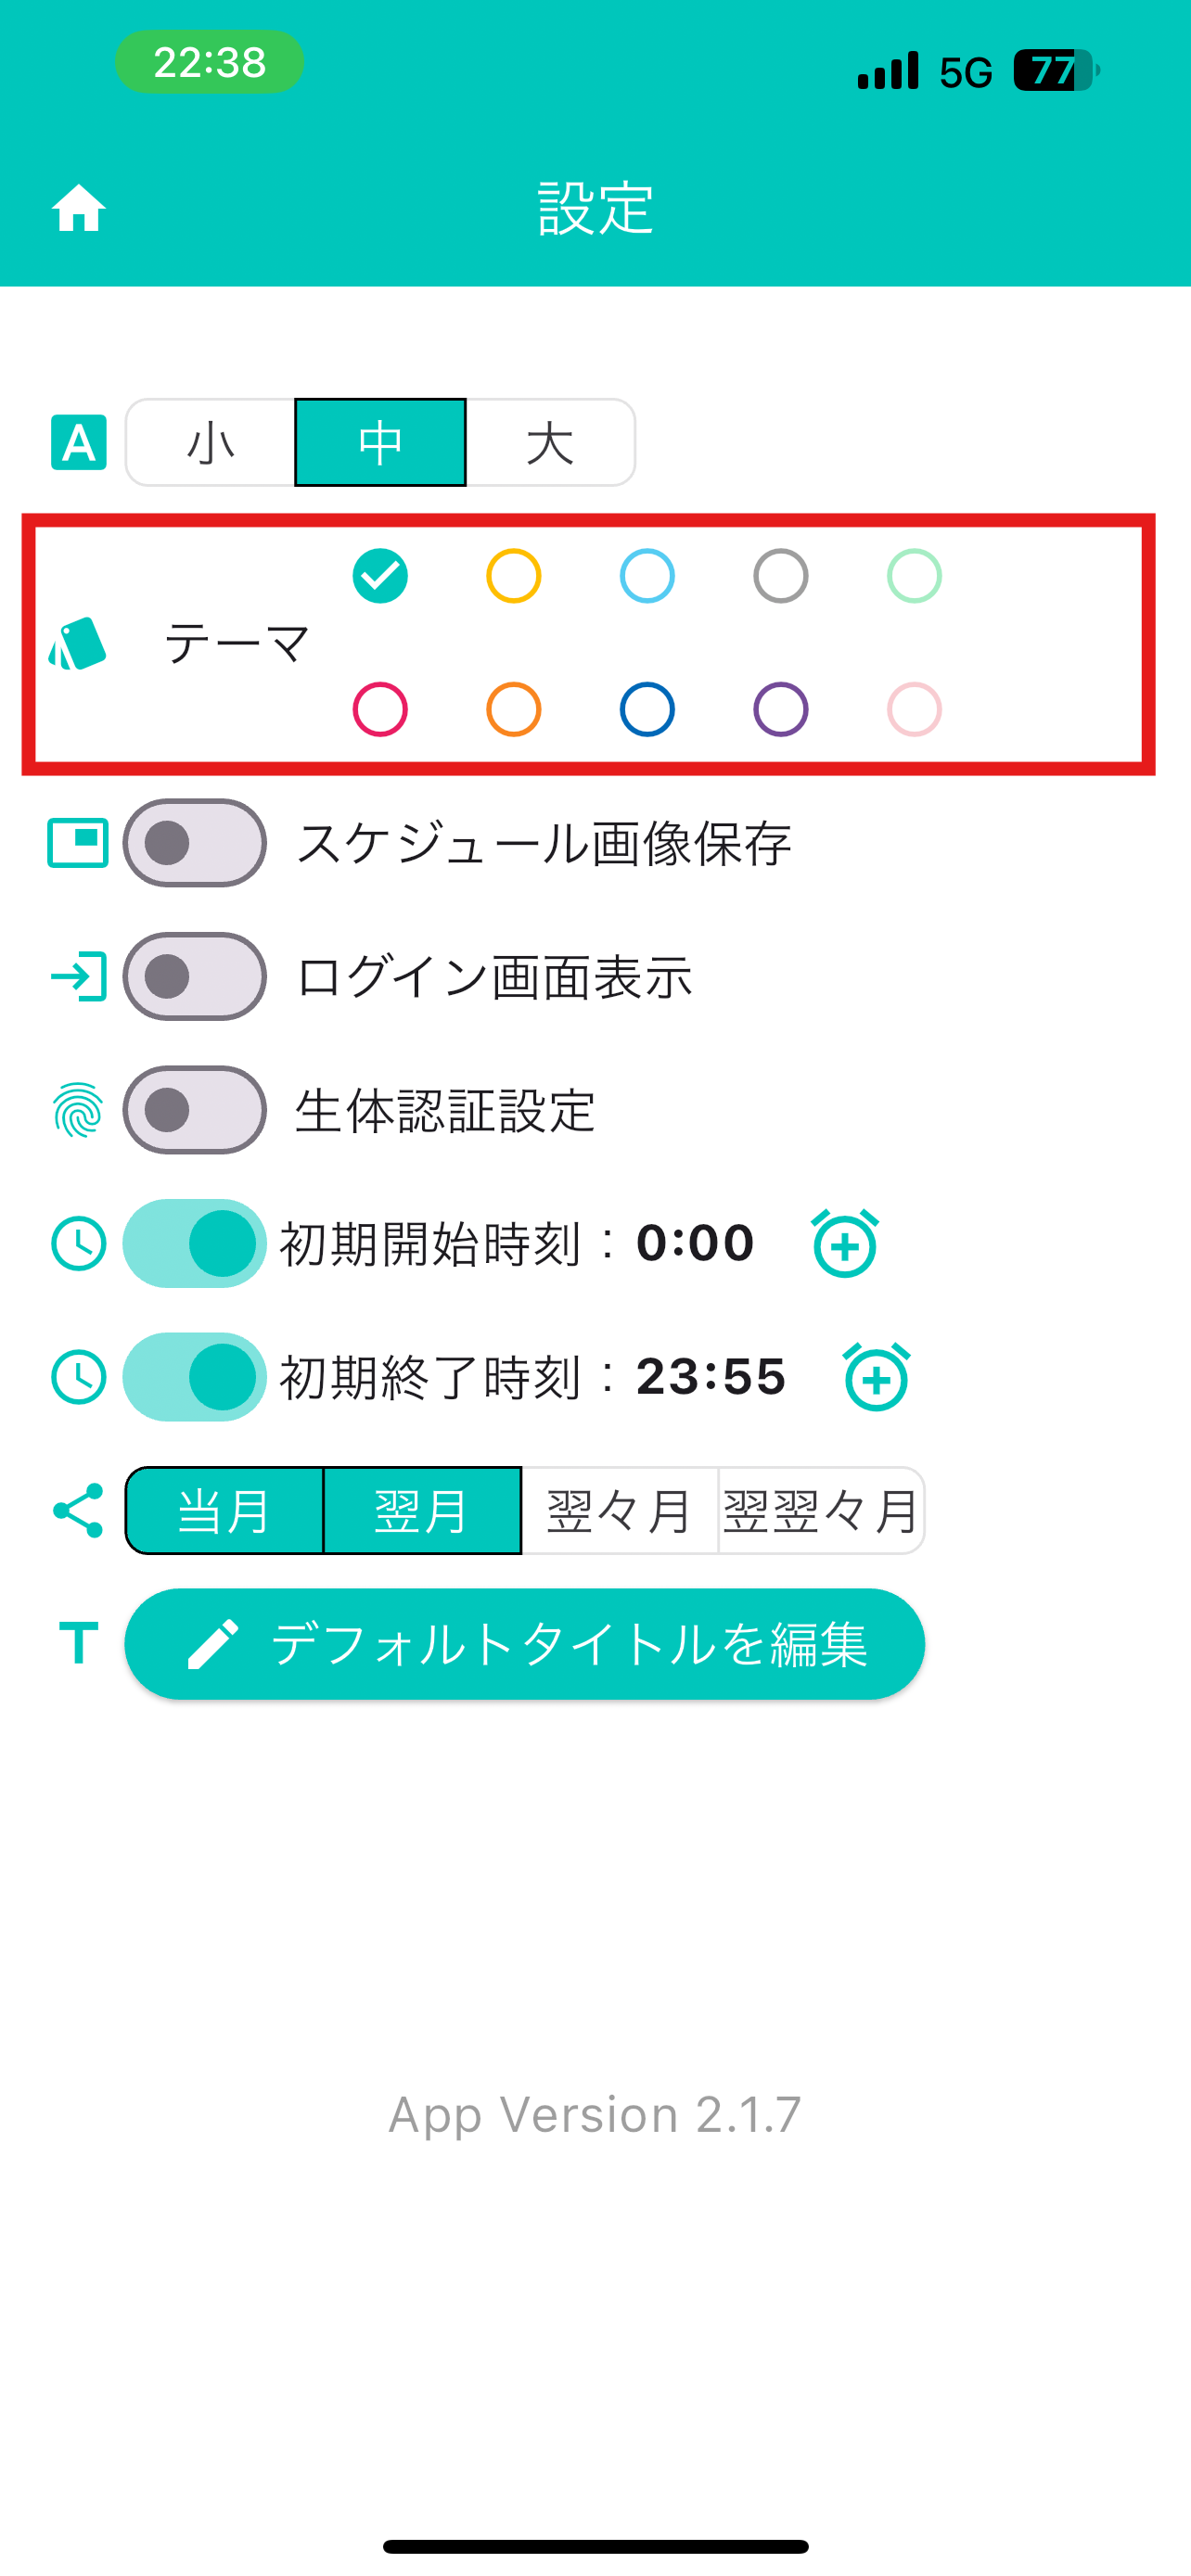 22:38 5G 77
設定
A 小 中 大
テーマ
スケジュール画像保存
ログイン画面表示
生体認証設定
初期開始時刻：0:00
初期終了時刻：23:55
当月 翌月 翌々月 翌翌々月
T デフォルトタイトルを編集
App Version 2.1.7